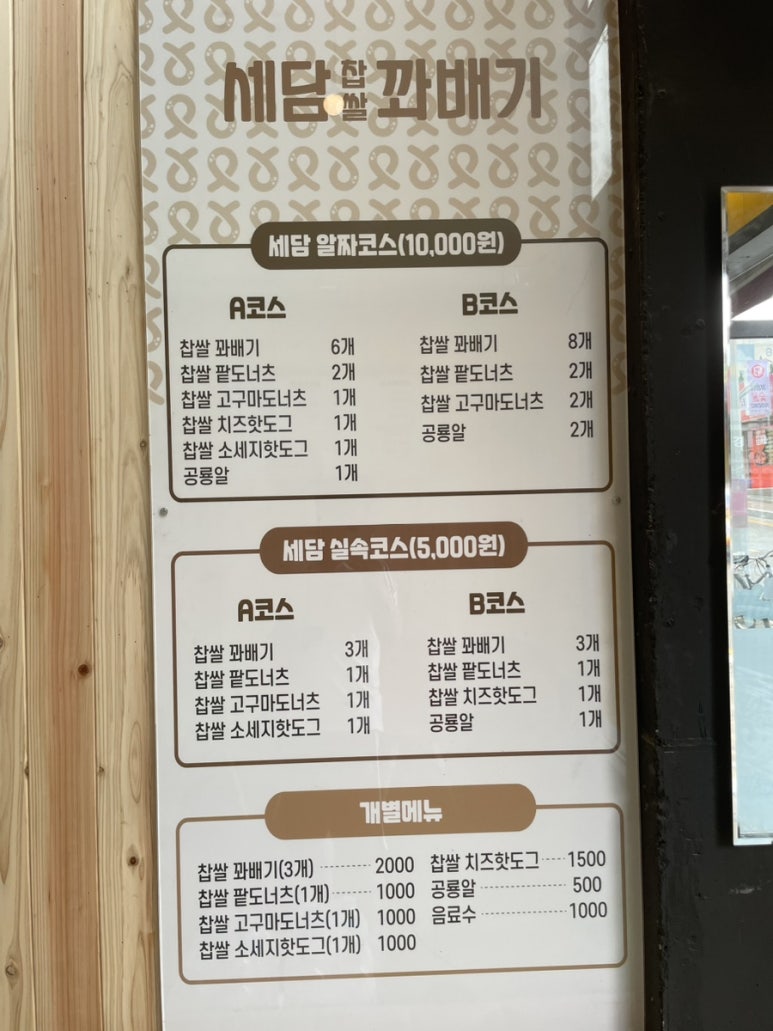 세담 찹쌀 꽈배기
세담 알짜코스(10,000원)
A코스
찹쌀 꽈배기 6개
찹쌀 팥도너츠 2개
찹쌀 고구마도너츠 1개
찹쌀 치즈핫도그 1개
찹쌀 소세지핫도그 1개
공룡알 1개
B코스
찹쌀 꽈배기 8개
찹쌀 팥도너츠 2개
찹쌀 고구마도너츠 2개
공룡알 2개
세담 실속코스(5,000원)
A코스
찹쌀 꽈배기 3개
찹쌀 팥도너츠 1개
찹쌀 고구마도너츠 1개
찹쌀 소세지핫도그 1개
B코스
찹쌀 꽈배기 3개
찹쌀 팥도너츠 1개
찹쌀 치즈핫도그 1개
공룡알 1개
개별메뉴
찹쌀 꽈배기(3개) 2000
찹쌀 팥도너츠(1개) 1000
찹쌀 고구마도너츠(1개) 1000
찹쌀 소세지핫도그(1개) 1000
찹쌀 치즈핫도그 1500
공룡알 500
음료수 1000